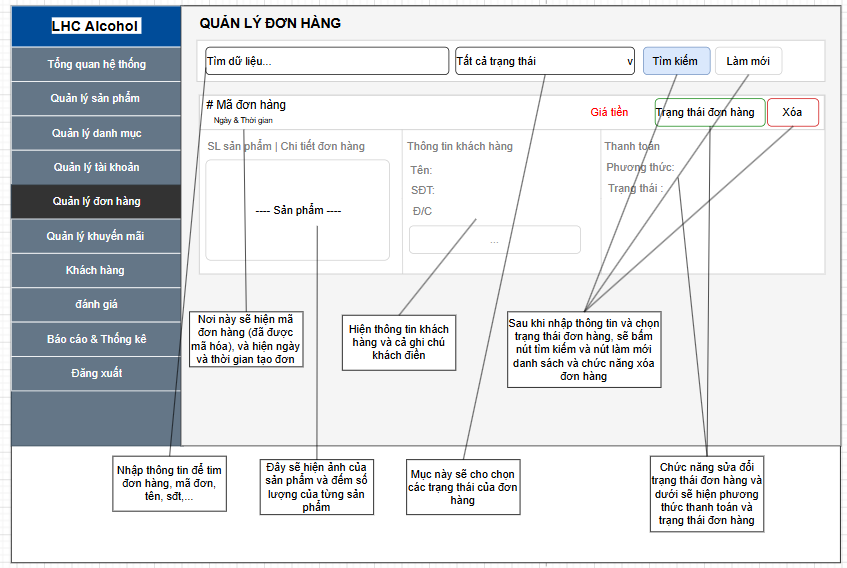 LHC Alcohol
Tổng quan hệ thống
Quản lý sản phẩm
Quản lý danh mục
Quản lý tài khoản
Quản lý đơn hàng
Quản lý khuyến mãi
Khách hàng
đánh giá
Báo cáo & Thống kê
Đăng xuất
QUẢN LÝ ĐƠN HÀNG
Tìm dữ liệu...
Tất cả trạng thái v
Tìm kiếm
Làm mới
# Mã đơn hàng
Ngày & Thời gian
Giá tiền
Trạng thái đơn hàng
Xóa
SL sản phẩm | Chi tiết đơn hàng
---- Sản phẩm ----
Thông tin khách hàng
Tên:
SĐT:
Đ/C
...
Thanh toán
Phương thức:
Trạng thái :
Nơi này sẽ hiện mã
đơn hàng (đã được
mã hóa), và hiện ngày
và thời gian tạo đơn
Hiện thông tin khách
hàng và cả ghi chú
khách điền
Sau khi nhập thông tin và chọn
trạng thái đơn hàng, sẽ bấm
nút tìm kiếm và nút làm mới
danh sách và chức năng xóa
đơn hàng
Nhập thông tin để tim
đơn hàng, mã đơn,
tên, sđt,...
Đây sẽ hiện ảnh của
sản phẩm và đếm số
lượng của từng sản
phẩm
Mục này sẽ cho chọn
các trạng thái của đơn
hàng
Chức năng sửa đổi
trạng thái đơn hàng và
dưới sẽ hiện phương
thức thanh toán và
trạng thái đơn hàng